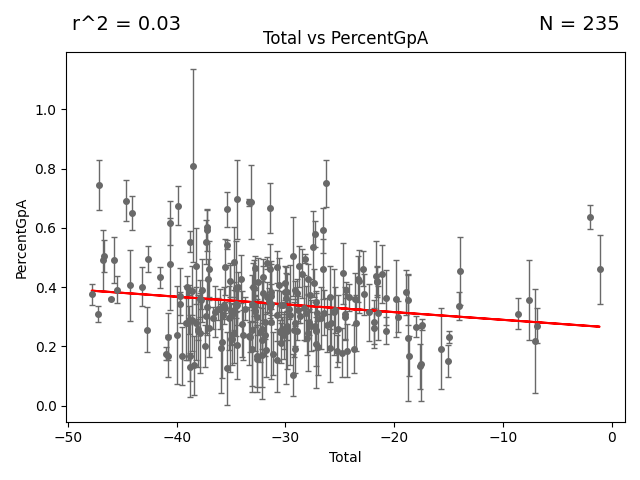 r^2 = 0.03
N = 235
Total vs PercentGpA
1.0
0.8
0.6
0.4
0.2
0.0
PercentGpA
−50
−40
−30
−20
−10
0
Total